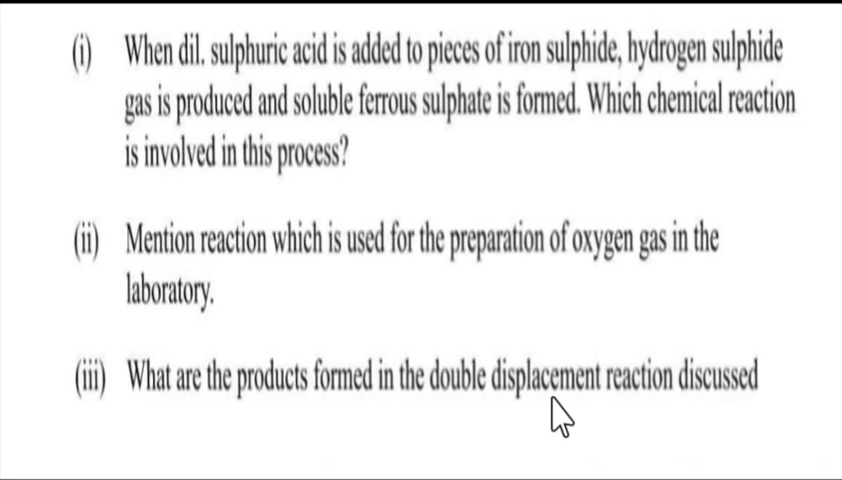 (i) When dil. sulphuric acid is added to pieces of iron sulphide, hydrogen sulphide
gas is produced and soluble ferrous sulphate is formed. Which chemical reaction
is involved in this process?
(ii) Mention reaction which is used for the preparation of oxygen gas in the
laboratory.
(iii) What are the products formed in the double displacement reaction discussed